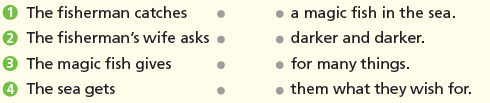 1 The fisherman catches • • a magic fish in the sea.
2 The fisherman's wife asks • • darker and darker.
3 The magic fish gives • • for many things.
4 The sea gets • • them what they wish for.